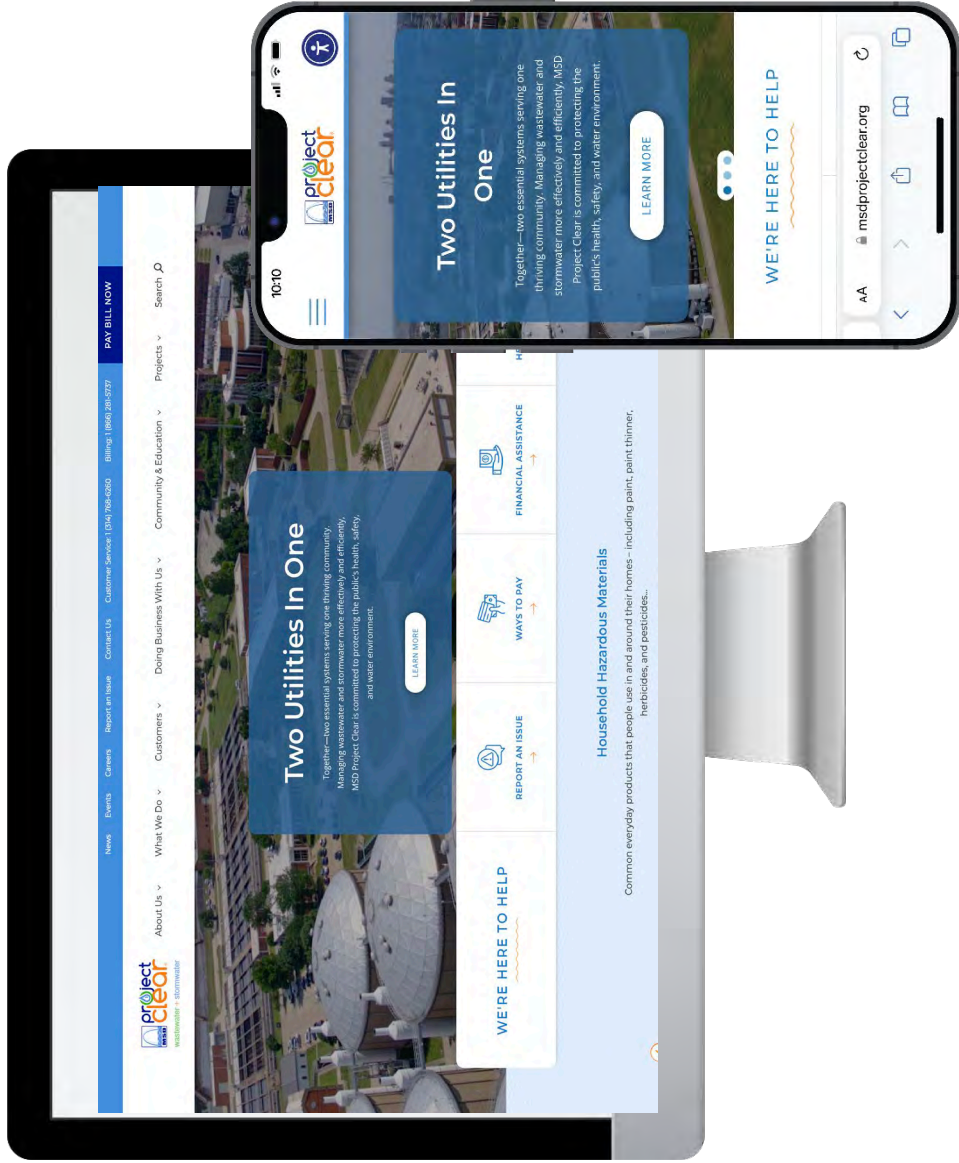 News Events Careers Report an Issue Contact Us Customer Service: 1 (314) 768-6260 Billing: 1 (866) 281-5737 PAY BILL NOW
MSD
project
clear
wastewater + stormwater
About Us What We Do Customers Doing Business With Us Community & Education Projects Search
Two Utilities In One
Together—two essential systems serving one thriving community.
Managing wastewater and stormwater more effectively and efficiently,
MSD Project Clear is committed to protecting the public's health, safety,
and water environment.
LEARN MORE
WE'RE HERE TO HELP
REPORT AN ISSUE
WAYS TO PAY
FINANCIAL ASSISTANCE
Household Hazardous Materials
Common everyday products that people use in and around their homes – including paint, paint thinner,
herbicides, and pesticides...
10:10
MSD
project
clear
Two Utilities In
One
Together—two essential systems serving one
thriving community. Managing wastewater and
stormwater more effectively and efficiently, MSD
Project Clear is committed to protecting the
public's health, safety, and water environment.
LEARN MORE
WE'RE HERE TO HELP
AA msdprojectclear.org